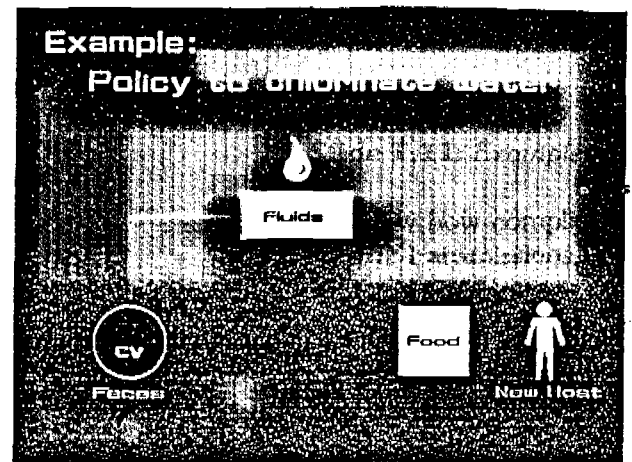 Example:
Policy to chlorinate water
Fluids
CV
Food
Feces
New Host